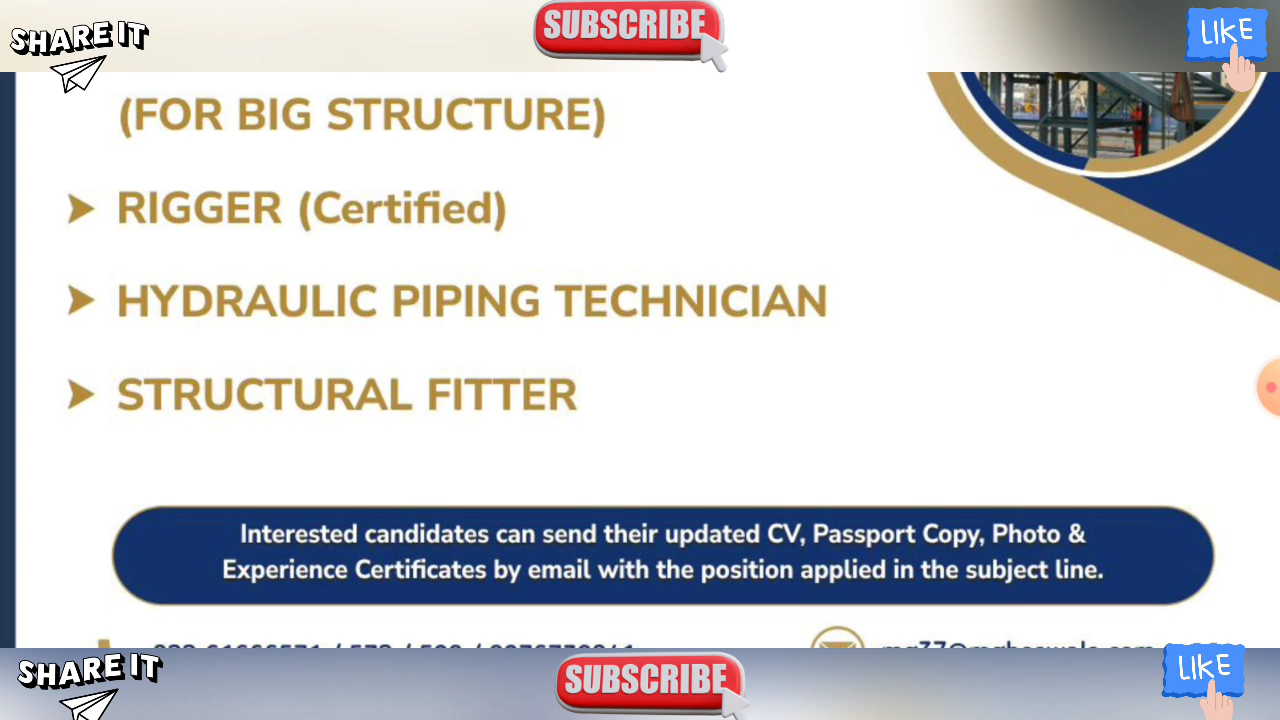 SHARE IT
SUBSCRIBE
LIKE
(FOR BIG STRUCTURE)
➤ RIGGER (Certified)
➤ HYDRAULIC PIPING TECHNICIAN
➤ STRUCTURAL FITTER
Interested candidates can send their updated CV, Passport Copy, Photo &
Experience Certificates by email with the position applied in the subject line.
SHARE IT
SUBSCRIBE
LIKE